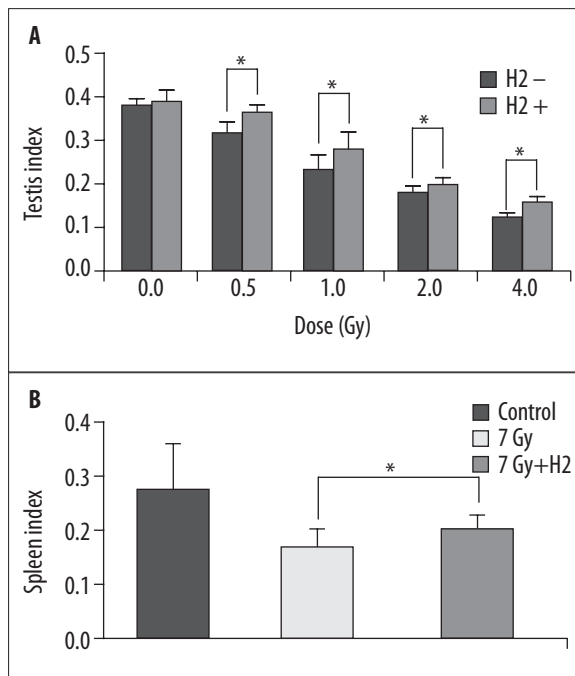 A
0.5
0.4
0.3
0.2
0.1
0.0
Testis index
H2 –
H2 +
*
*
*
*
0.0 0.5 1.0 2.0 4.0
Dose (Gy)
B
0.4
0.3
0.2
0.1
0.0
Spleen index
Control
7 Gy
7 Gy+H2
*